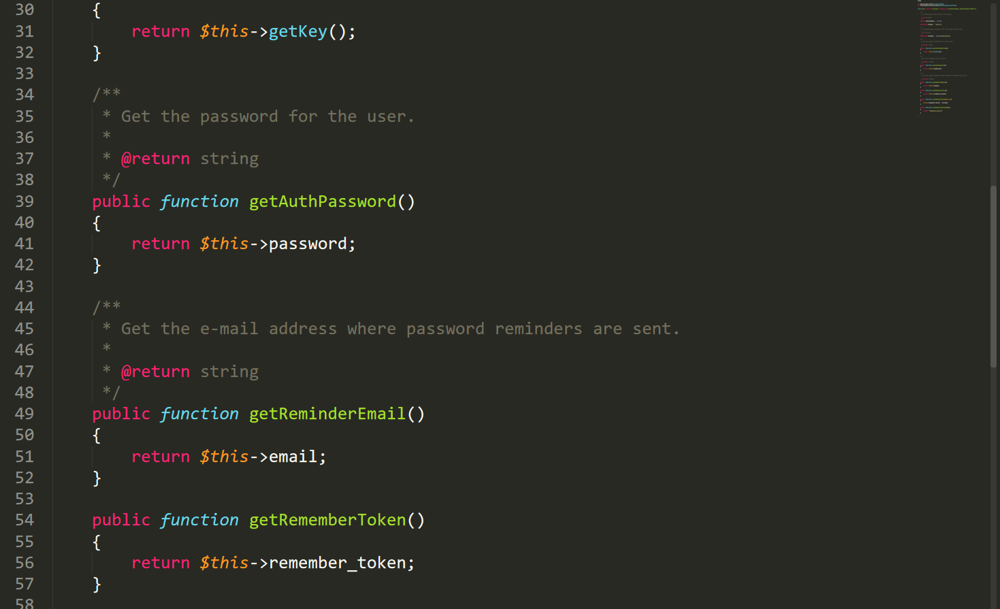 30 {
31 return $this->getKey();
32 }
33
34 /**
35 * Get the password for the user.
36 *
37 * @return string
38 */
39 public function getAuthPassword()
40 {
41 return $this->password;
42 }
43
44 /**
45 * Get the e-mail address where password reminders are sent.
46 *
47 * @return string
48 */
49 public function getReminderEmail()
50 {
51 return $this->email;
52 }
53
54 public function getRememberToken()
55 {
56 return $this->remember_token;
57 }
58